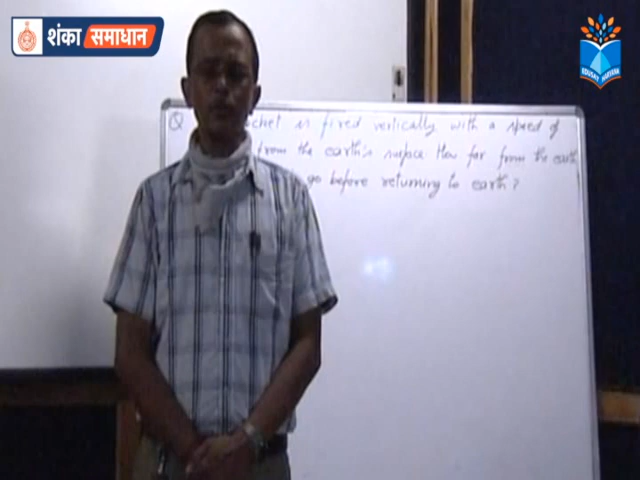 शंका समाधान
EDUSAT HARYANA
Q is fired vertically with a speed of
from the earth's surface. How far from the earth
go before returning to earth?